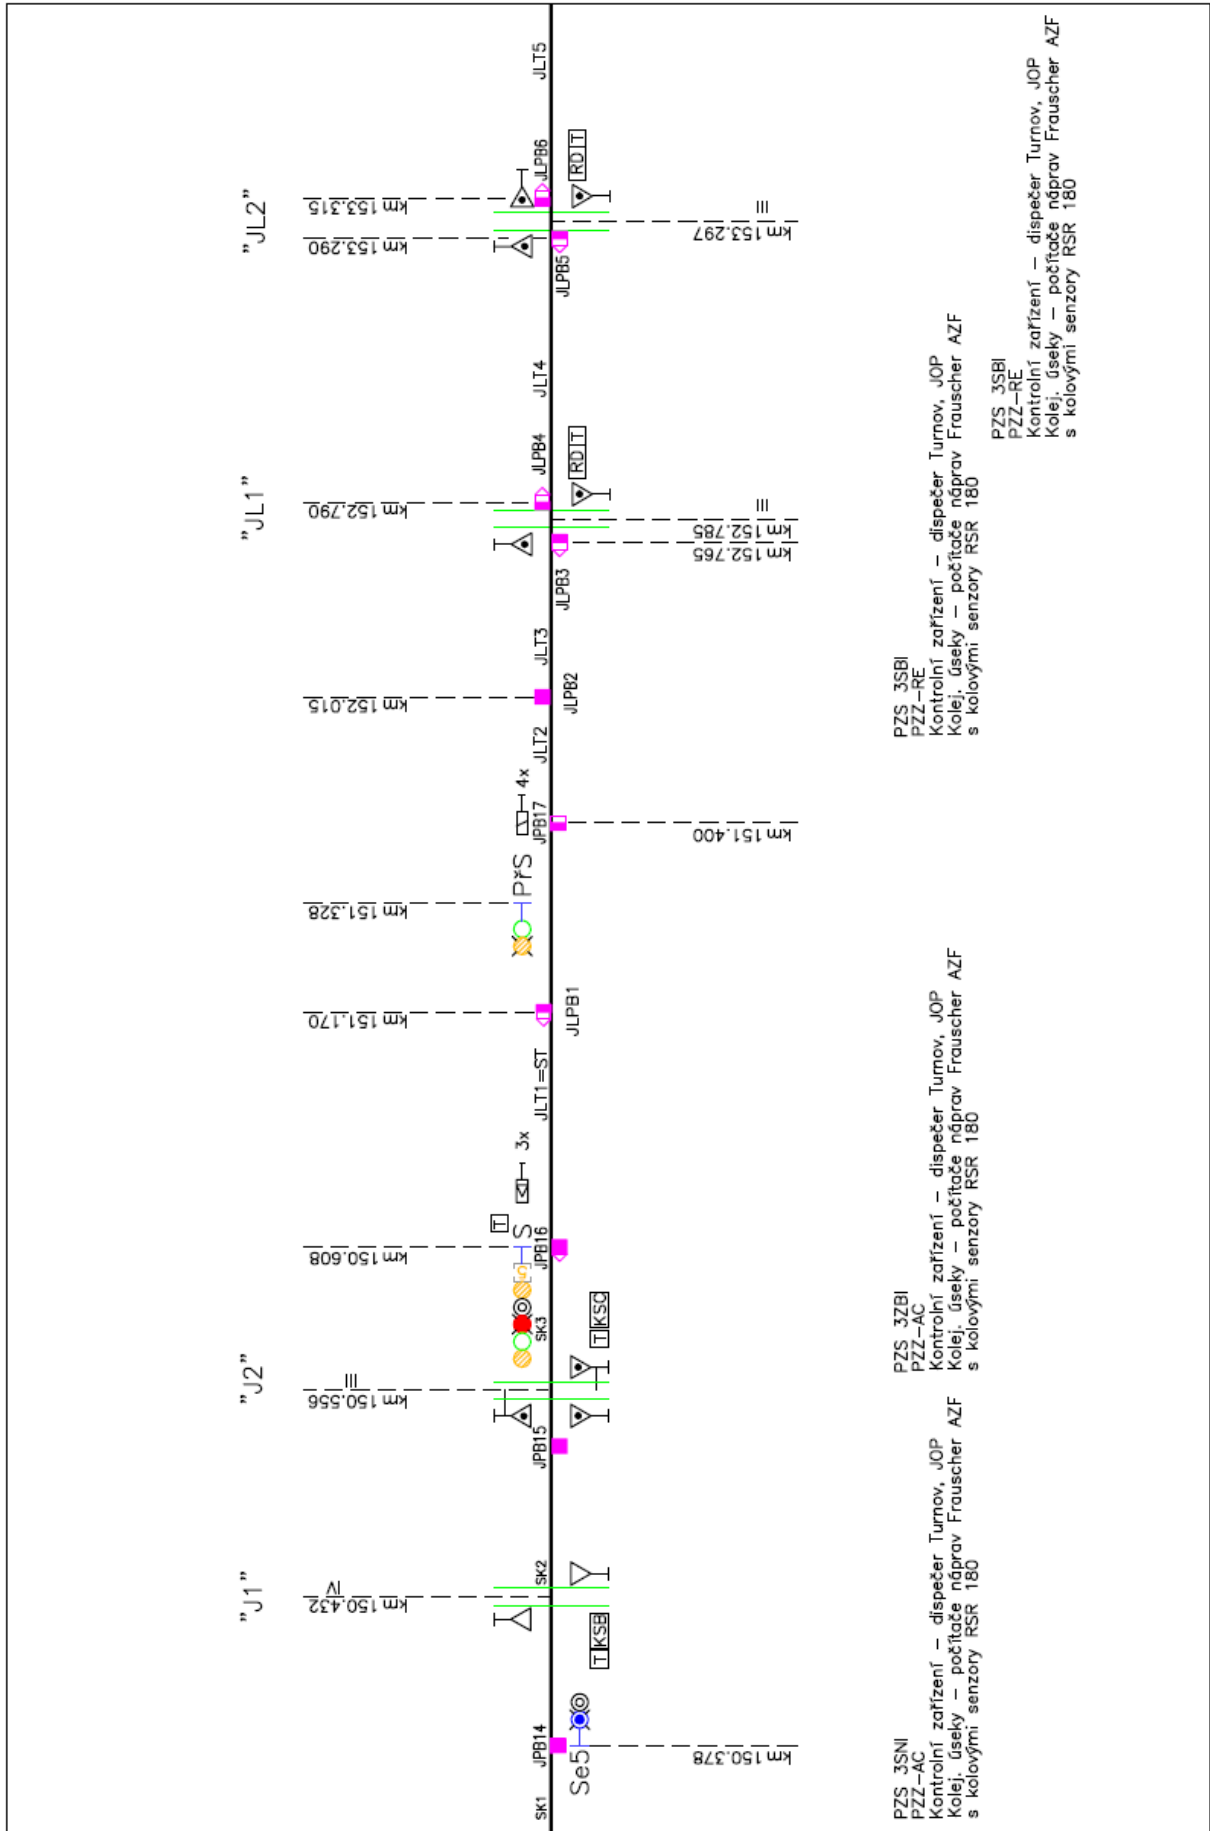 "J1"
"J2"
"JL1"
"JL2"
km 150.432
IV
km 150.556
III
km 150.608
km 151.170
km 151.328
km 152.015
km 152.790
km 153.290
km 153.315
T
S
3x
PřS
4x
SK1
JPB14
SK2
JPB15
SK3
JPB16
JLT1=ST
JPB17
JLT2
JLT3
JLPB4
JLT4
JLPB6
JLT5
Se5
T KSB
T KSC
JLPB1
JLPB2
JLPB3
RD T
JLPB5
RD T
km 150.378
km 151.400
km 152.765
km 152.785
III
km 153.297
III
PZS 3SNI
PZZ-AC
Kontrolní zařízení – dispečer Turnov, JOP
Kolej. úseky – počítače náprav Frauscher AZF
s kolovými senzory RSR 180
PZS 3ZBI
PZZ-AC
Kontrolní zařízení – dispečer Turnov, JOP
Kolej. úseky – počítače náprav Frauscher AZF
s kolovými senzory RSR 180
PZS 3SBI
PZZ-RE
Kontrolní zařízení – dispečer Turnov, JOP
Kolej. úseky – počítače náprav Frauscher AZF
s kolovými senzory RSR 180
PZS 3SBI
PZZ-RE
Kontrolní zařízení – dispečer Turnov, JOP
Kolej. úseky – počítače náprav Frauscher AZF
s kolovými senzory RSR 180